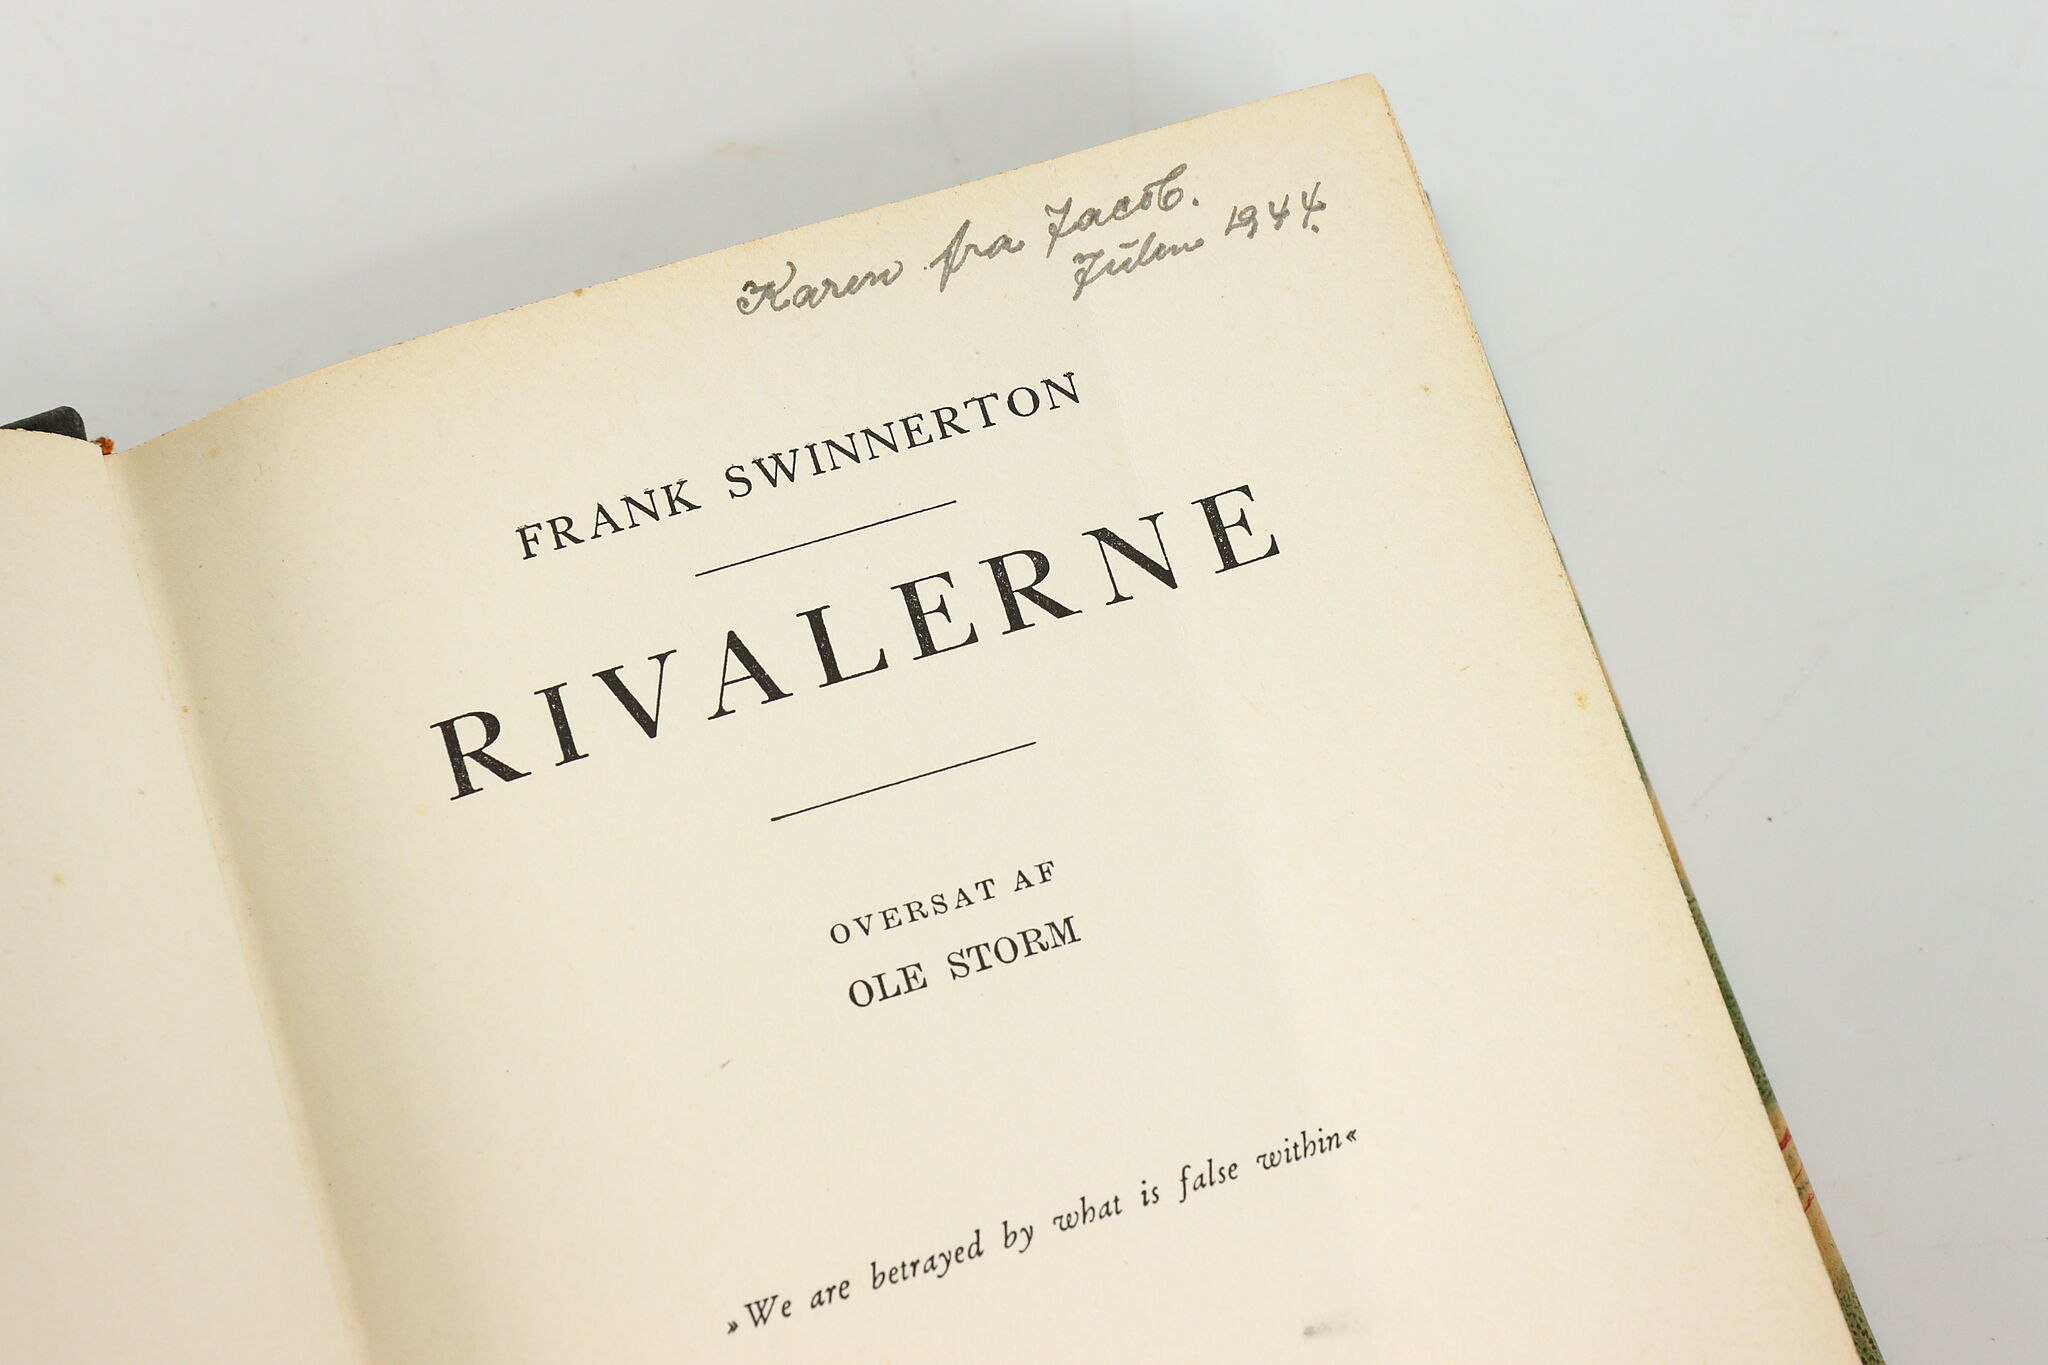 Karen fra Jacob.
Julen 1944.
FRANK SWINNERTON
RIVALERNE
OVERSAT AF
OLE STORM
»We are betrayed by what is false within«